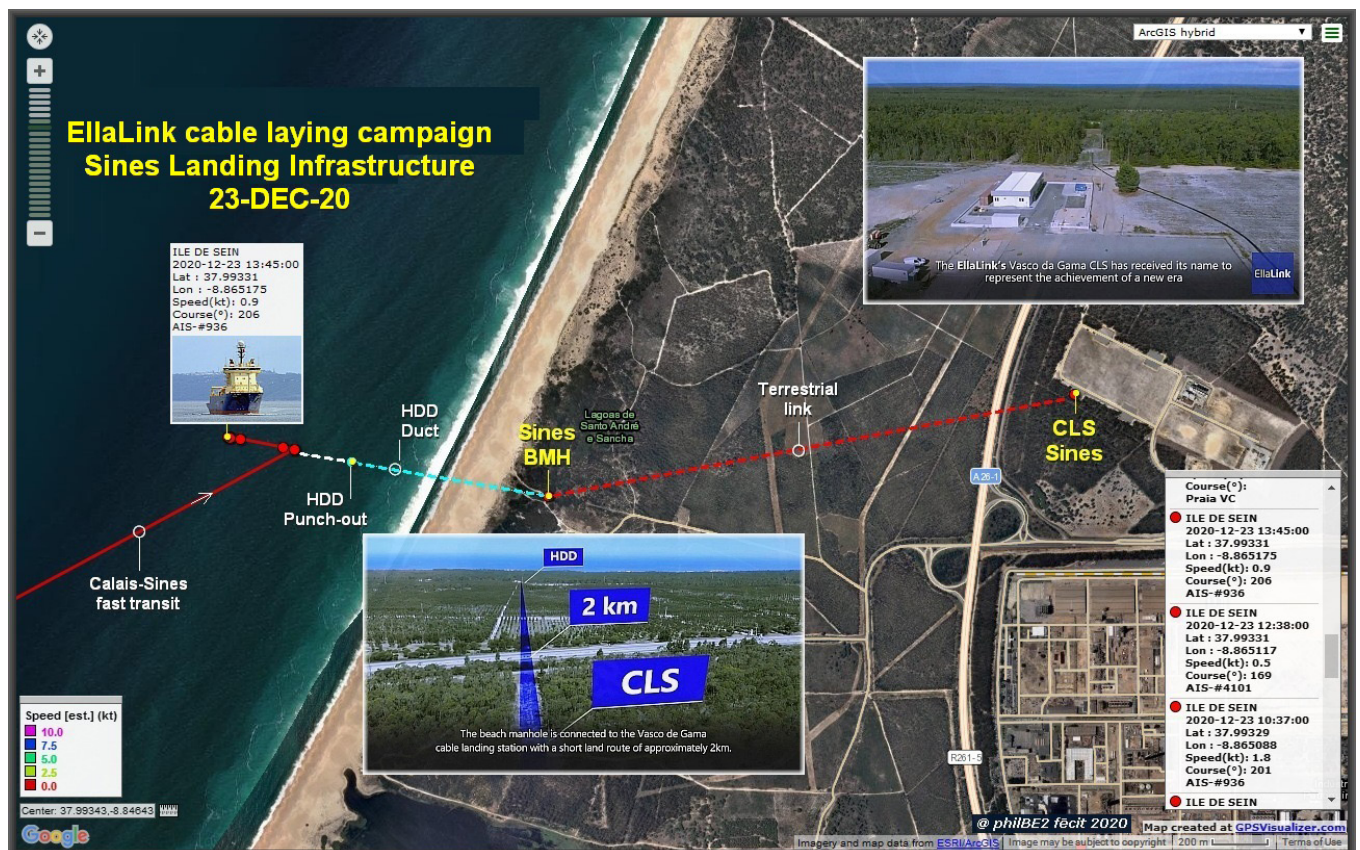 ArcGIS hybrid
EllaLink cable laying campaign
Sines Landing Infrastructure
23-DEC-20
The EllaLink's Vasco da Gama CLS has received its name to
represent the achievement of a new era
EllaLink
ILE DE SEIN
2020-12-23 13:45:00
Lat : 37.99331
Lon : -8.865175
Speed(kt): 0.9
Course(°): 206
AIS-#936
HDD
Duct
Sines
BMH
Lagoas de
Santo André
e Sancha
Terrestrial
link
CLS
Sines
HDD
Punch-out
Calais-Sines
fast transit
A 26-1
R261-5
HDD
2 km
CLS
The beach manhole is connected to the Vasco de Gama
cable landing station with a short land route of approximately 2km.
Course(°):
Praia VC
ILE DE SEIN
2020-12-23 13:45:00
Lat : 37.99331
Lon : -8.865175
Speed(kt): 0.9
Course(°): 206
AIS-#936
ILE DE SEIN
2020-12-23 12:38:00
Lat : 37.99331
Lon : -8.865117
Speed(kt): 0.5
Course(°): 169
AIS-#4101
ILE DE SEIN
2020-12-23 10:37:00
Lat : 37.99329
Lon : -8.865088
Speed(kt): 1.8
Course(°): 201
AIS-#936
ILE DE SEIN
Speed [est.] (kt)
10.0
7.5
5.0
2.5
0.0
Center: 37.99343,-8.84643
Google
@ philBE2 fēcit 2020
Map created at GPSVisualizer.com
Imagery and map data from ESRI/ArcGIS
Image may be subject to copyright
200 m
Terms of Use